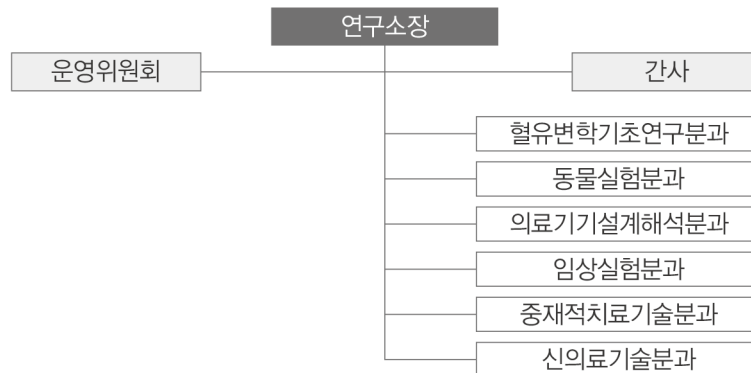 연구소장
운영위원회
간사
혈유변학기초연구분과
동물실험분과
의료기기설계해석분과
임상실험분과
중재적치료기술분과
신의료기술분과